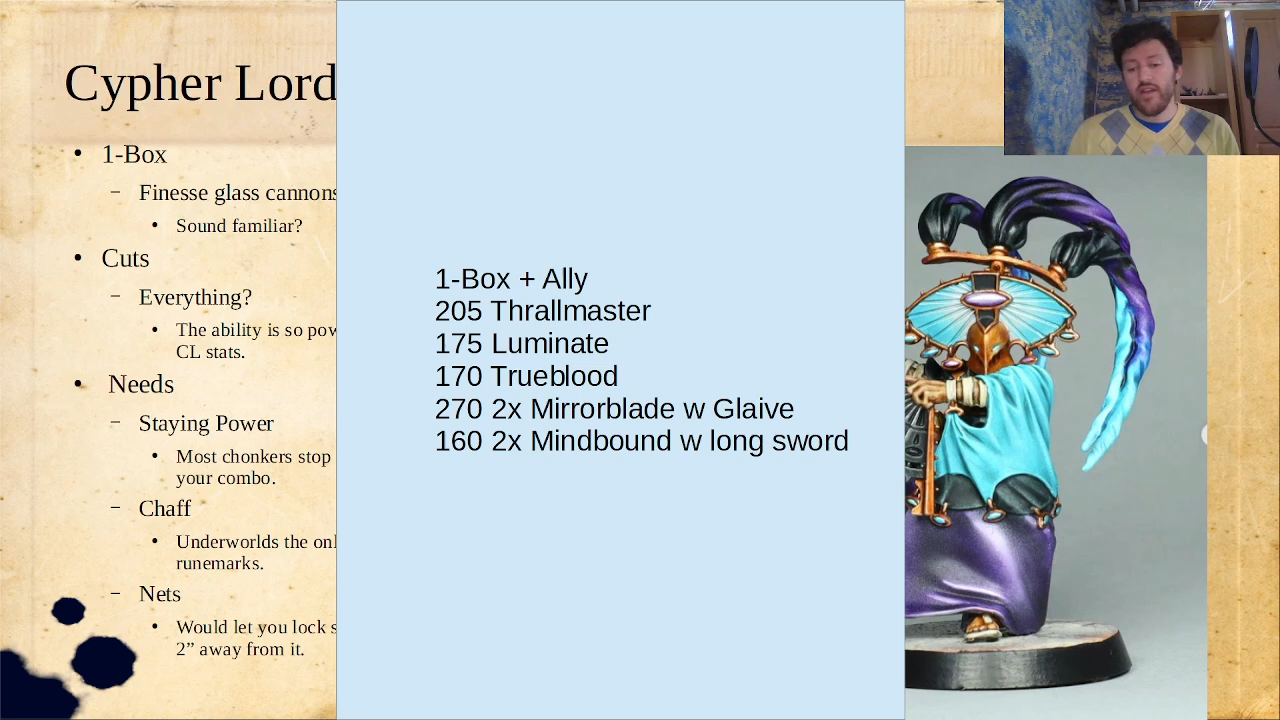 Cypher Lord
• 1-Box
– Finesse glass cannons
• Sound familiar?
• Cuts
– Everything?
• The ability is so pow
CL stats.
• Needs
– Staying Power
• Most chonkers stop
your combo.
– Chaff
• Underworlds the onl
runemarks.
– Nets
• Would let you lock s
2” away from it.
1-Box + Ally
205 Thrallmaster
175 Luminate
170 Trueblood
270 2x Mirrorblade w Glaive
160 2x Mindbound w long sword